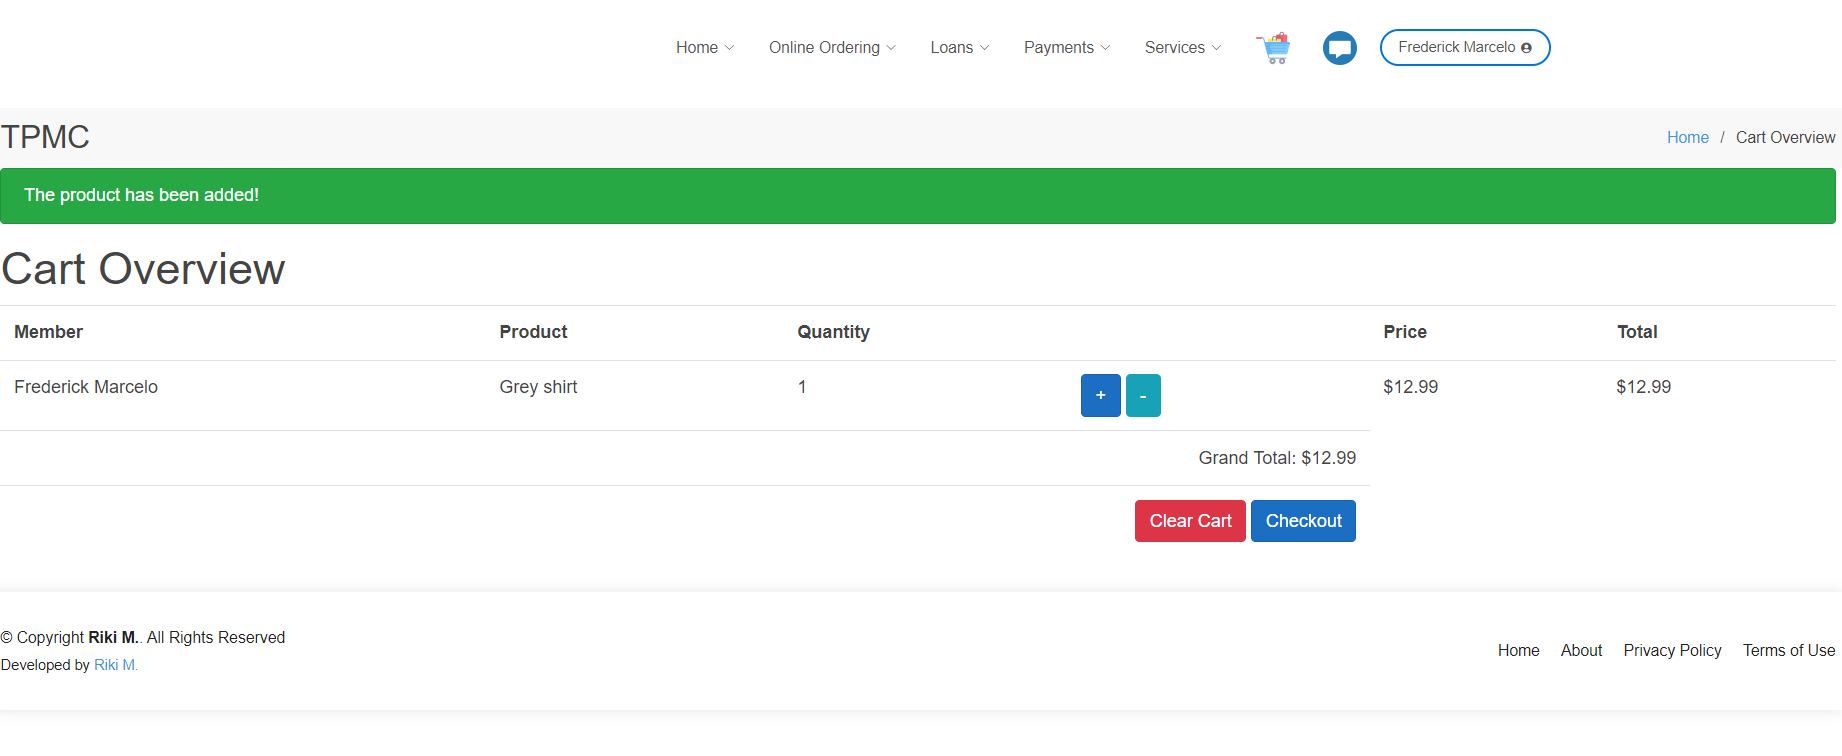 Home Online Ordering Loans Payments Services Frederick Marcelo
TPMC
Home / Cart Overview
The product has been added!
Cart Overview
Member Product Quantity Price Total
Frederick Marcelo Grey shirt 1 + - $12.99 $12.99
Grand Total: $12.99
Clear Cart Checkout
© Copyright Riki M.. All Rights Reserved
Developed by Riki M.
Home About Privacy Policy Terms of Use